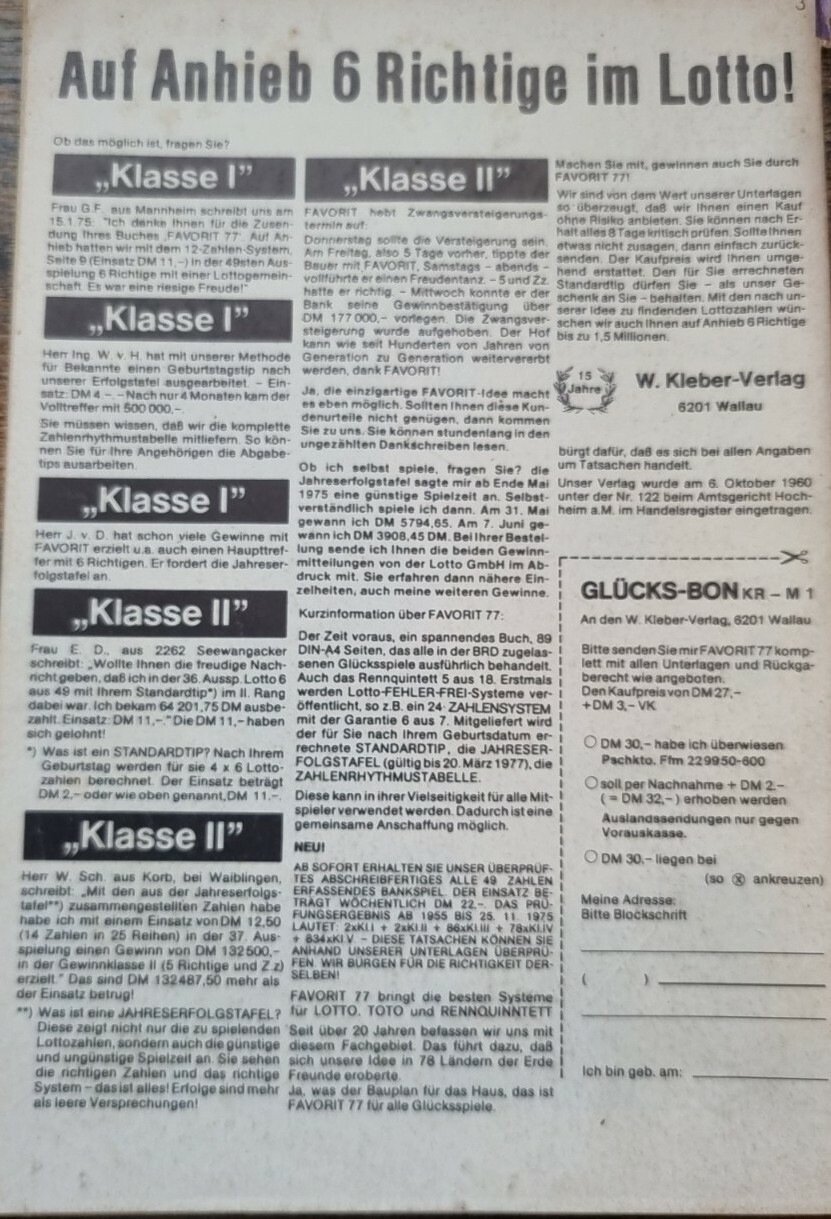 3
Auf Anhieb 6 Richtige im Lotto!
Ob das möglich ist, fragen Sie?
„Klasse I”
Frau G.F. aus Mannheim schreibt uns am
15.1.75: "Ich danke Ihnen für die Zusen-
dung Ihres Buches ‚FAVORIT 77‘. Auf An-
hieb hatten wir mit dem 12-Zahlen-System,
Seite 9 (Einsatz DM 11,–) in der 49sten Aus-
spielung 6 Richtige mit einer Lottogemein-
schaft. Es war eine riesige Freude!"
„Klasse I”
Herr Ing. W. v. H. hat mit unserer Methode
für Bekannte einen Geburtstagstip nach
unserer Erfolgstafel ausgearbeitet. – Ein-
satz: DM 4 –. – Nach nur 4 Monaten kam der
Volltreffer mit 500 000,–.
Sie müssen wissen, daß wir die komplette
Zahlenrhythmustabelle mitliefern. So kön-
nen Sie für Ihre Angehörigen die Abgabe-
tips ausarbeiten.
„Klasse I”
Herr J. v. D. hat schon viele Gewinne mit
FAVORIT erzielt u.a. auch einen Haupttref-
fer mit 6 Richtigen. Er fordert die Jahreser-
folgstafel an.
„Klasse II”
Frau E. D., aus 2262 Seewangacker
schreibt: „Wollte Ihnen die freudige Nach-
richt geben, daß ich in der 36. Aussp. Lotto 6
aus 49 mit Ihrem Standardtip*) im II. Rang
dabei war. Ich bekam 64 201,75 DM ausbe-
zahlt. Einsatz: DM 11,–." Die DM 11,– haben
sich gelohnt!
*) Was ist ein STANDARDTIP? Nach Ihrem
Geburtstag werden für sie 4 x 6 Lotto-
zahlen berechnet. Der Einsatz beträgt
DM 2,– oder wie oben genannt, DM 11.–.
„Klasse II”
Herr W. Sch. aus Korb, bei Waiblingen,
schreibt: „Mit den aus der Jahreserfolgs-
tafel**) zusammengestellten Zahlen habe
habe ich mit einem Einsatz von DM 12,50
(14 Zahlen in 25 Reihen) in der 37. Aus-
spielung einen Gewinn von DM 132500,–
in der Gewinnklasse II (5 Richtige und Z.z)
erzielt." Das sind DM 132487,50 mehr als
der Einsatz betrug!
**) Was ist eine JAHRESERFOLGSTAFEL?
Diese zeigt nicht nur die zu spielenden
Lottozahlen, sondern auch die günstige
und ungünstige Spielzeit an. Sie sehen
die richtigen Zahlen und das richtige
System – das ist alles! Erfolge sind mehr
als leere Versprechungen!
„Klasse II”
FAVORIT hebt Zwangsversteigerungs-
termin auf:
Donnerstag sollte die Versteigerung sein.
Am Freitag, also 5 Tage vorher, tippte der
Bauer mit FAVORIT, Samstags – abends –
vollführte er einen Freudentanz. – 5 und Zz.
hatte er richtig. – Mittwoch konnte er der
Bank seine Gewinnbestätigung über
DM 177 000,– vorlegen. Die Zwangsver-
steigerung wurde aufgehoben. Der Hof
kann wie seit Hunderten von Jahren von
Generation zu Generation weitervererbt
werden, dank FAVORIT!
Ja, die einzigartige FAVORIT-Idee macht
es eben möglich. Sollten Ihnen diese Kun-
denurteile nicht genügen, dann kommen
Sie zu uns. Sie können stundenlang in den
ungezählten Dankschreiben lesen.
Ob ich selbst spiele, fragen Sie? die
Jahreserfolgstafel sagte mir ab Ende Mai
1975 eine günstige Spielzeit an. Selbst-
verständlich spiele ich dann. Am 31. Mai
gewann ich DM 5794,65. Am 7. Juni ge-
wann ich DM 3908,45 DM. Bei Ihrer Bestel-
lung sende ich Ihnen die beiden Gewinn-
mitteilungen von der Lotto GmbH im Ab-
druck mit. Sie erfahren dann nähere Ein-
zelheiten, auch meine weiteren Gewinne.
Kurzinformation über FAVORIT 77:
Der Zeit voraus, ein spannendes Buch, 89
DIN-A4 Seiten, das alle in der BRD zugelas-
senen Glücksspiele ausführlich behandelt.
Auch das Rennquintett 5 aus 18. Erstmals
werden Lotto-FEHLER-FREI-Systeme ver-
öffentlicht, so z.B. ein 24-ZAHLENSYSTEM
mit der Garantie 6 aus 7. Mitgeliefert wird
der für Sie nach Ihrem Geburtsdatum er-
rechnete STANDARDTIP, die JAHRESER-
FOLGSTAFEL (gültig bis 20. März 1977), die
ZAHLENRHYTHMUSTABELLE.
Diese kann in ihrer Vielseitigkeit für alle Mit-
spieler verwendet werden. Dadurch ist eine
gemeinsame Anschaffung möglich.
NEU!
AB SOFORT ERHALTEN SIE UNSER ÜBERPRÜF-
TES ABSCHREIBFERTIGES ALLE 49 ZAHLEN
ERFASSENDES BANKSPIEL. DER EINSATZ BE-
TRÄGT WÖCHENTLICH DM 22,–. DAS PRÜ-
FUNGSERGEBNIS AB 1955 BIS 25. 11. 1975
LAUTET: 2xKl.I + 2xKl.II + 86xKl.III + 78xKl.IV
+ 834xKl.V – DIESE TATSACHEN KÖNNEN SIE
ANHAND UNSERER UNTERLAGEN ÜBERPRÜ-
FEN. WIR BÜRGEN FÜR DIE RICHTIGKEIT DER-
SELBEN!
FAVORIT 77 bringt die besten Systeme
für LOTTO, TOTO und RENNQUINNTETT
Seit über 20 Jahren befassen wir uns mit
diesem Fachgebiet. Das führt dazu, daß
sich unsere Idee in 78 Ländern der Erde
Freunde eroberte.
Ja, was der Bauplan für das Haus, das ist
FAVORIT 77 für alle Glücksspiele.
Machen Sie mit, gewinnen auch Sie durch
FAVORIT 77!
Wir sind von dem Wert unserer Unterlagen
so überzeugt, daß wir Ihnen einen Kauf
ohne Risiko anbieten. Sie können nach Er-
halt alles 8 Tage kritisch prüfen. Sollte Ihnen
etwas nicht zusagen, dann einfach zurück-
senden. Der Kaufpreis wird Ihnen umge-
hend erstattet. Den für Sie errechneten
Standardtip dürfen Sie – als unser Ge-
schenk an Sie – behalten. Mit den nach un-
serer Idee zu findenden Lottozahlen wün-
schen wir auch Ihnen auf Anhieb 6 Richtige
bis zu 1,5 Millionen.
15
Jahre
W. Kleber-Verlag
6201 Wallau
bürgt dafür, daß es sich bei allen Angaben
um Tatsachen handelt.
Unser Verlag wurde am 6. Oktober 1960
unter der Nr. 122 beim Amtsgericht Hoch-
heim a.M. im Handelsregister eingetragen.
GLÜCKS-BON KR – M 1
An den W. Kleber-Verlag, 6201 Wallau
Bitte senden Sie mir FAVORIT 77 komp-
lett mit allen Unterlagen und Rückga-
berecht wie angeboten.
Den Kaufpreis von DM 27,–
+ DM 3,– VK
DM 30,– habe ich überwiesen
Pschkto. Ffm 229950-600
soll per Nachnahme + DM 2.–
( = DM 32,– ) erhoben werden
Auslandssendungen nur gegen
Vorauskasse.
DM 30,– liegen bei
(so ⊗ ankreuzen)
Meine Adresse:
Bitte Blockschrift
( )
Ich bin geb. am: